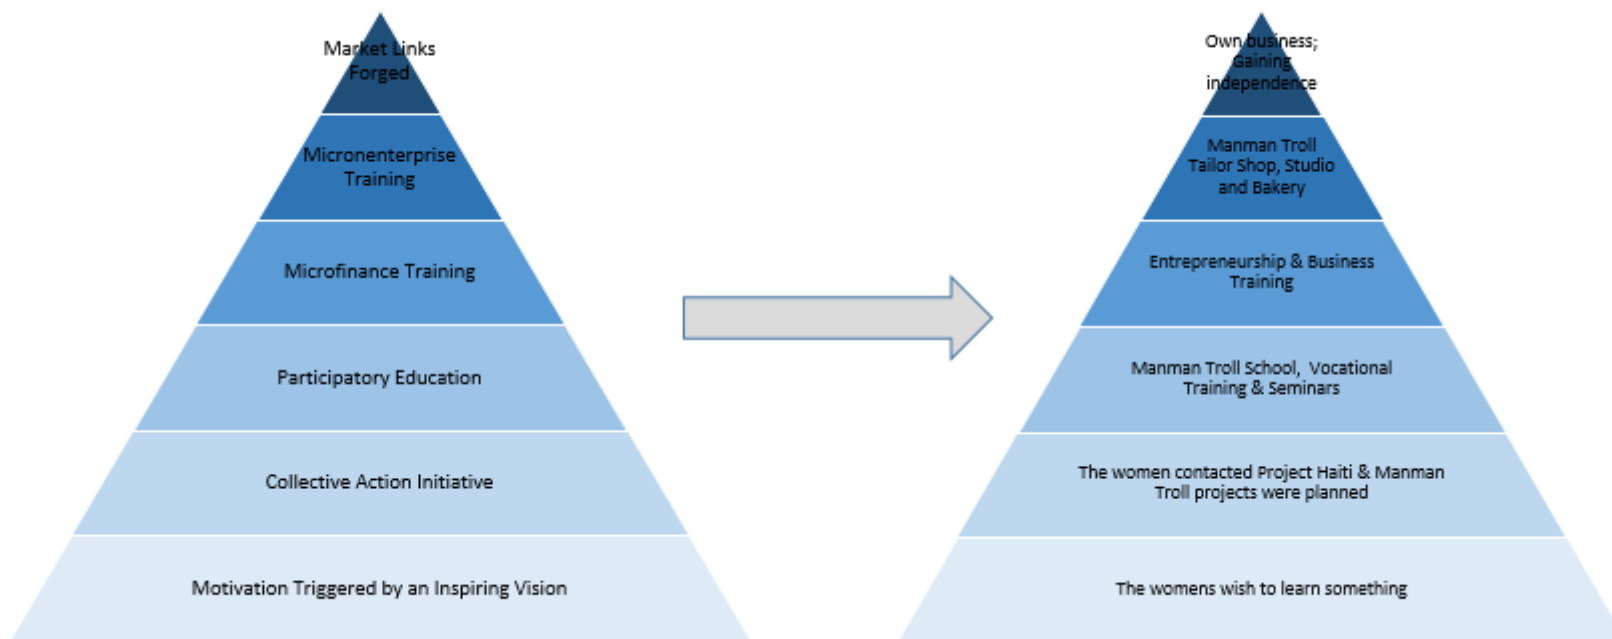 Market Links
Forged
Micronenterprise
Training
Microfinance Training
Participatory Education
Collective Action Initiative
Motivation Triggered by an Inspiring Vision
Own business;
Gaining
independence
Manman Troll
Tailor Shop, Studio
and Bakery
Entrepreneurship & Business
Training
Manman Troll School, Vocational
Training & Seminars
The women contacted Project Haiti & Manman
Troll projects were planned
The womens wish to learn something